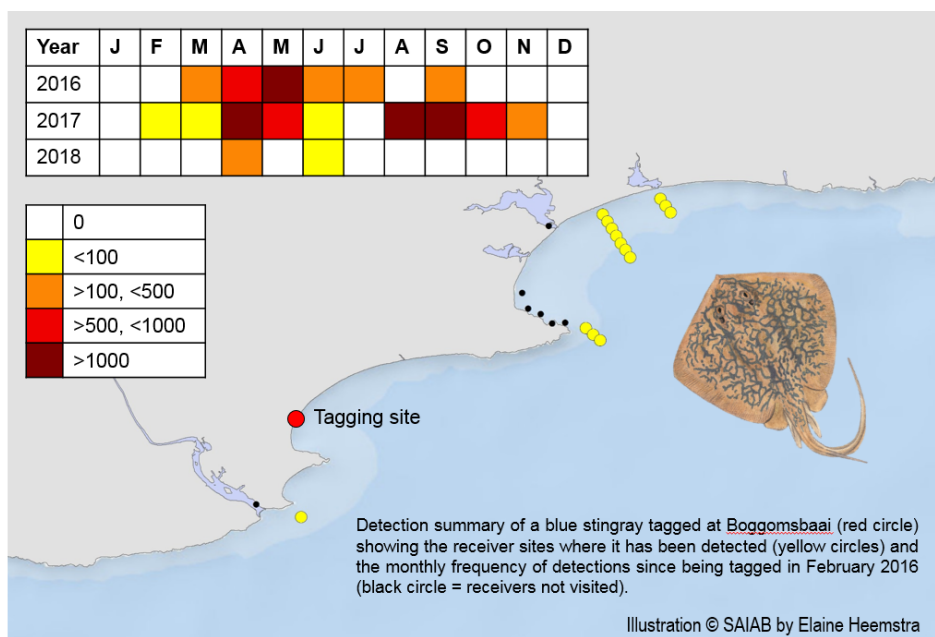 Year J F M A M J J A S O N D
2016
2017
2018
0
<100
>100, <500
>500, <1000
>1000
Tagging site
Detection summary of a blue stingray tagged at Boggomsbaai (red circle)
showing the receiver sites where it has been detected (yellow circles) and
the monthly frequency of detections since being tagged in February 2016
(black circle = receivers not visited).
Illustration © SAIAB by Elaine Heemstra